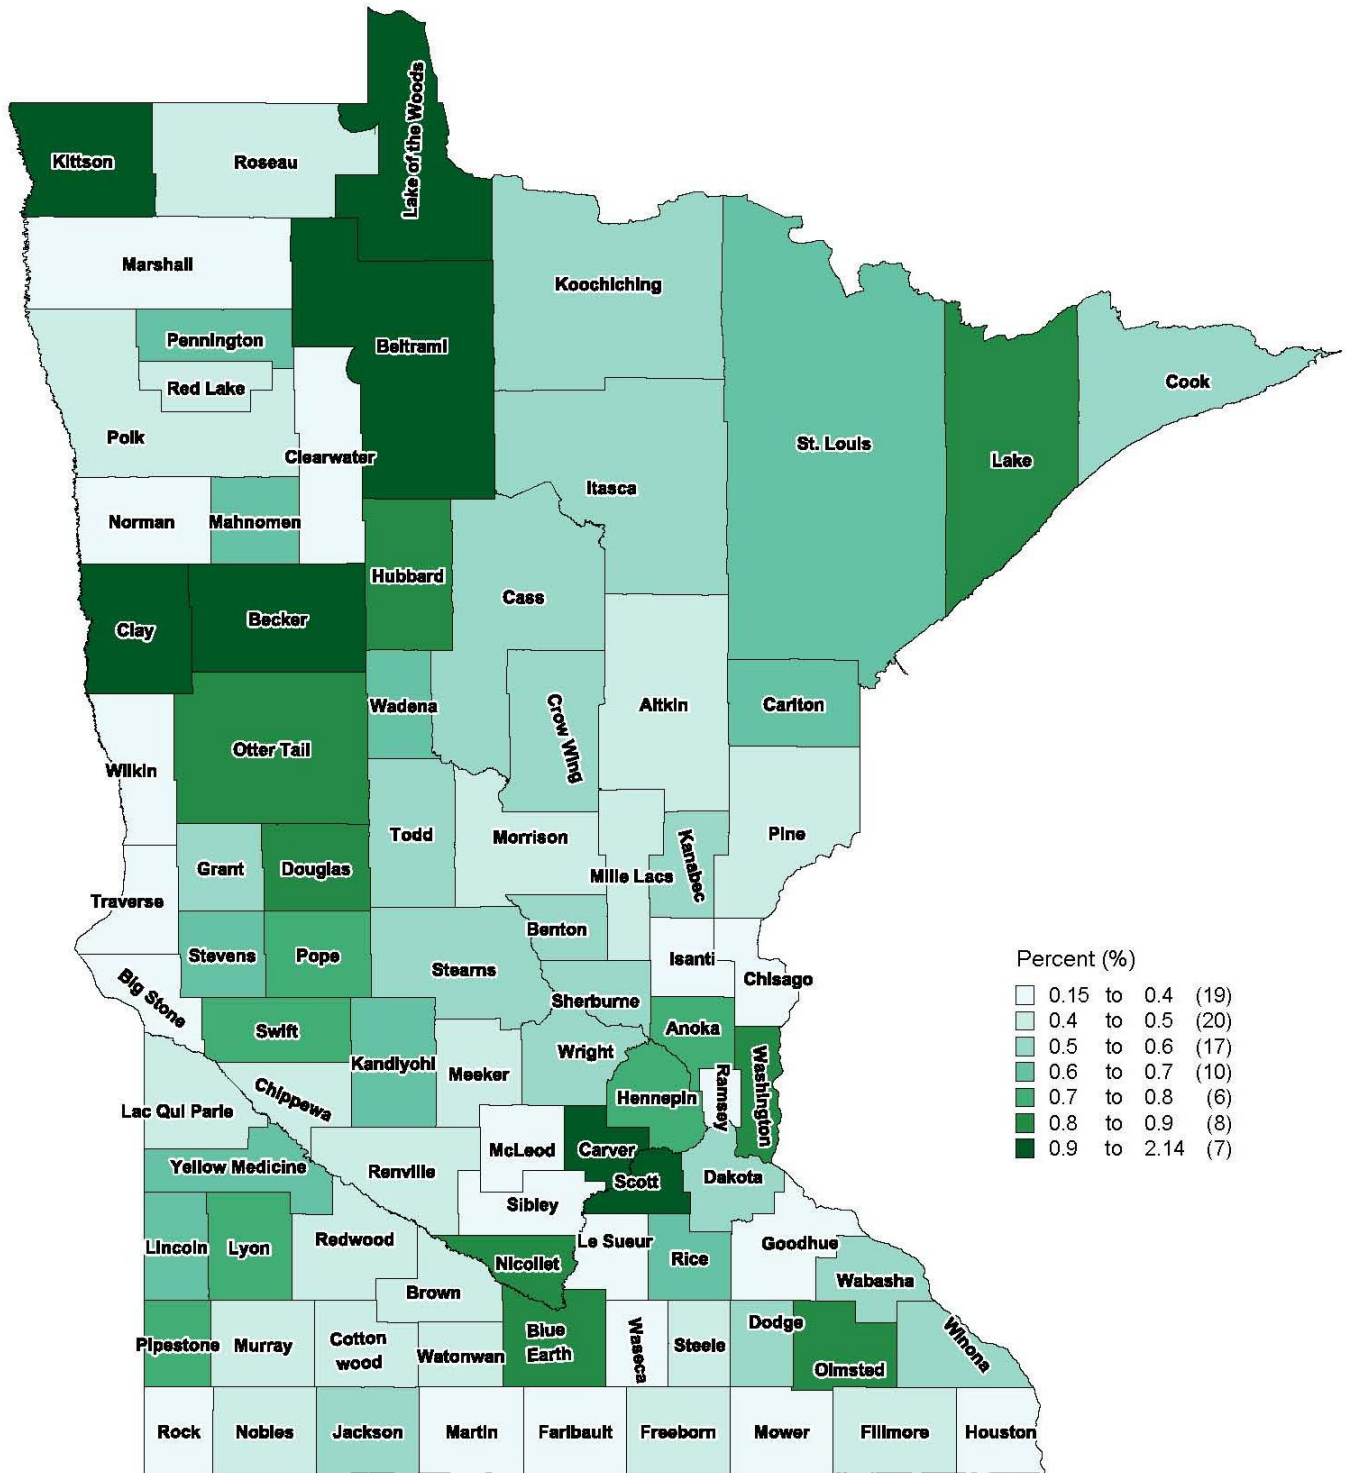 Lake of the Woods
Kittson
Roseau
Marshall
Koochiching
Pennington
Beltrami
Red Lake
Cook
Polk
St. Louis
Clearwater
Lake
Itasca
Norman
Mahnomen
Hubbard
Cass
Becker
Clay
Wadena
Aitkin
Carlton
Crow Wing
Otter Tail
Wilkin
Todd
Morrison
Pine
Grant
Douglas
Mille Lacs
Kanabec
Traverse
Benton
Stevens
Pope
Stearns
Isanti
Chisago
Big Stone
Sherburne
Swift
Anoka
Kandiyohi
Wright
Meeker
Hennepin
Ramsey
Washington
Chippewa
Lac Qui Parle
McLeod
Carver
Yellow Medicine
Renville
Scott
Dakota
Sibley
Lincoln
Lyon
Redwood
Le Sueur
Goodhue
Nicollet
Rice
Wabasha
Brown
Pipestone
Murray
Cotton
wood
Watonwan
Blue
Earth
Waseca
Steele
Dodge
Olmsted
Winona
Rock
Nobles
Jackson
Martin
Faribault
Freeborn
Mower
Fillmore
Houston
Percent (%)
0.15 to 0.4 (19)
0.4 to 0.5 (20)
0.5 to 0.6 (17)
0.6 to 0.7 (10)
0.7 to 0.8 (6)
0.8 to 0.9 (8)
0.9 to 2.14 (7)